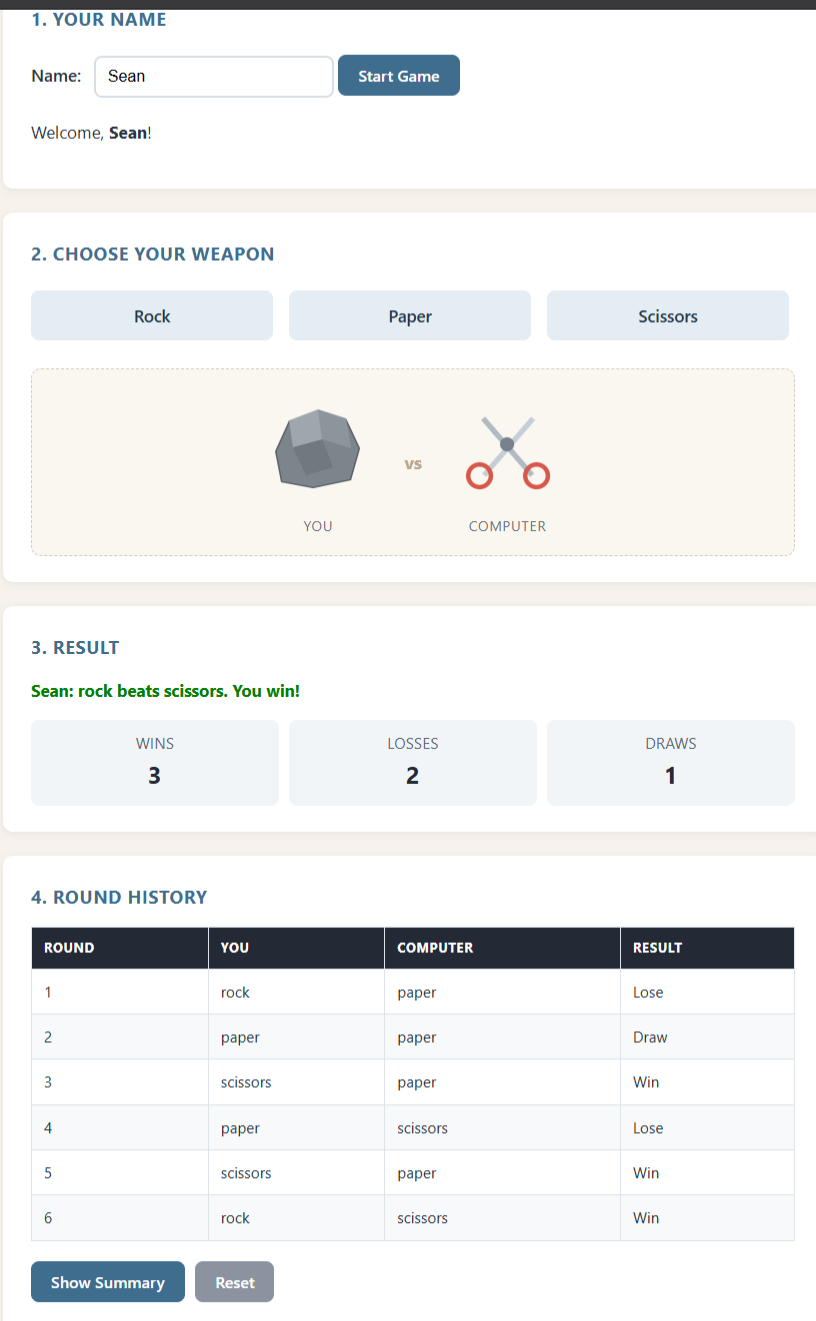 1. YOUR NAME
Name: Sean Start Game
Welcome, Sean!
2. CHOOSE YOUR WEAPON
Rock Paper Scissors
vs
YOU COMPUTER
3. RESULT
Sean: rock beats scissors. You win!
WINS LOSSES DRAWS
3 2 1
4. ROUND HISTORY
ROUND YOU COMPUTER RESULT
1 rock paper Lose
2 paper paper Draw
3 scissors paper Win
4 paper scissors Lose
5 scissors paper Win
6 rock scissors Win
Show Summary Reset